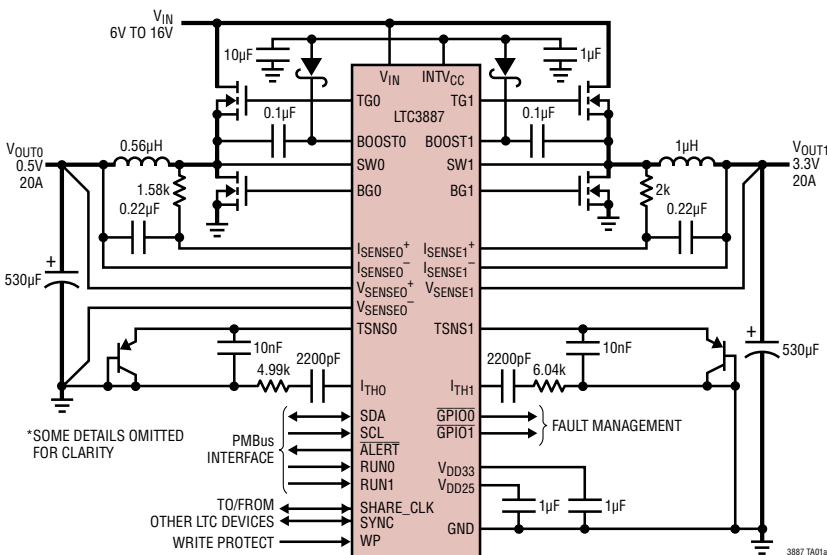 VIN
6V TO 16V
10µF
1µF
VIN
INTVCC
LTC3887
TG0
TG1
0.1µF
0.1µF
BOOST0
BOOST1
VOUT0
0.5V
20A
0.56µH
SW0
SW1
1µH
VOUT1
3.3V
20A
1.58k
BG0
BG1
2k
0.22µF
0.22µF
ISENSE0+
ISENSE1+
ISENSE0–
ISENSE1–
VSENSE0+
VSENSE1
VSENSE0–
530µF
TSNS0
TSNS1
10nF
10nF
530µF
4.99k
2200pF
2200pF
6.04k
ITH0
ITH1
*SOME DETAILS OMITTED
FOR CLARITY
PMBus
INTERFACE
SDA
SCL
ALERT
RUN0
RUN1
GPIO0
GPIO1
FAULT MANAGEMENT
VDD33
VDD25
1µF
1µF
TO/FROM
OTHER LTC DEVICES
SHARE_CLK
SYNC
WRITE PROTECT
WP
GND
3887 TA01a
+
+